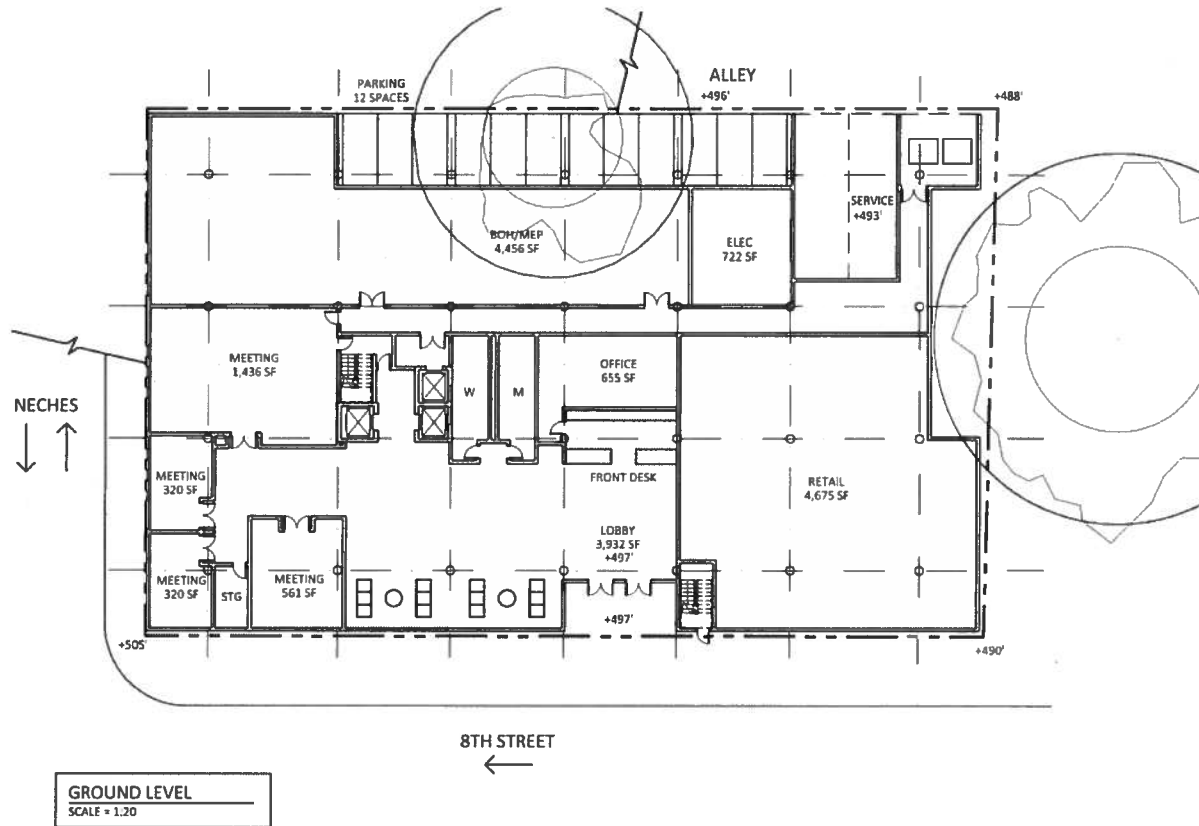 PARKING
12 SPACES
ALLEY
+496'
+488'
SERVICE
+493'
BOH/MEP
4,456 SF
ELEC
722 SF
MEETING
1,436 SF
OFFICE
655 SF
W
M
NECHES
MEETING
320 SF
FRONT DESK
RETAIL
4,675 SF
LOBBY
3,932 SF
+497'
MEETING
320 SF
STG
MEETING
561 SF
+497'
+505'
+490'
8TH STREET
GROUND LEVEL
SCALE = 1:20